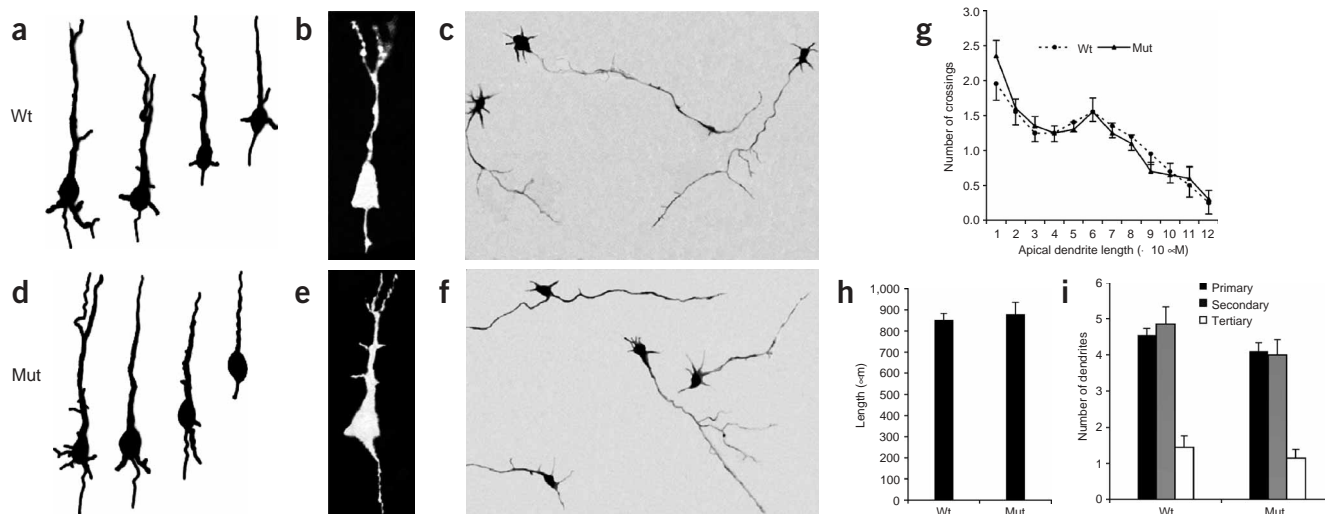 a
Wt
b
c
d
Mut
e
f
g
Wt
Mut
Number of crossings
3.0
2.5
2.0
1.5
1.0
0.5
0.0
1 2 3 4 5 6 7 8 9 10 11 12
Apical dendrite length (· 10 ∝M)
h
Length (∝m)
1,000
900
800
700
600
500
400
300
200
100
0
Wt Mut
i
Primary
Secondary
Tertiary
Number of dendrites
6
5
4
3
2
1
0
Wt Mut